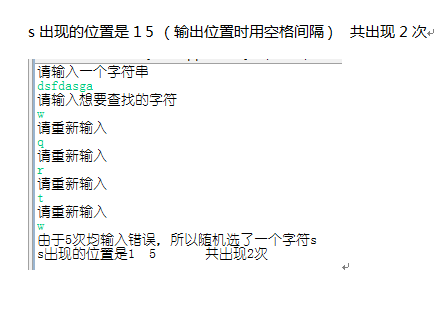 s 出现的位置是 1 5（输出位置时用空格间隔） 共出现 2 次
请输入一个字符串
dsfdasga
请输入想要查找的字符
w
请重新输入
q
请重新输入
r
请重新输入
t
请重新输入
w
由于5次均输入错误，所以随机选了一个字符s
s出现的位置是1 5 共出现2次